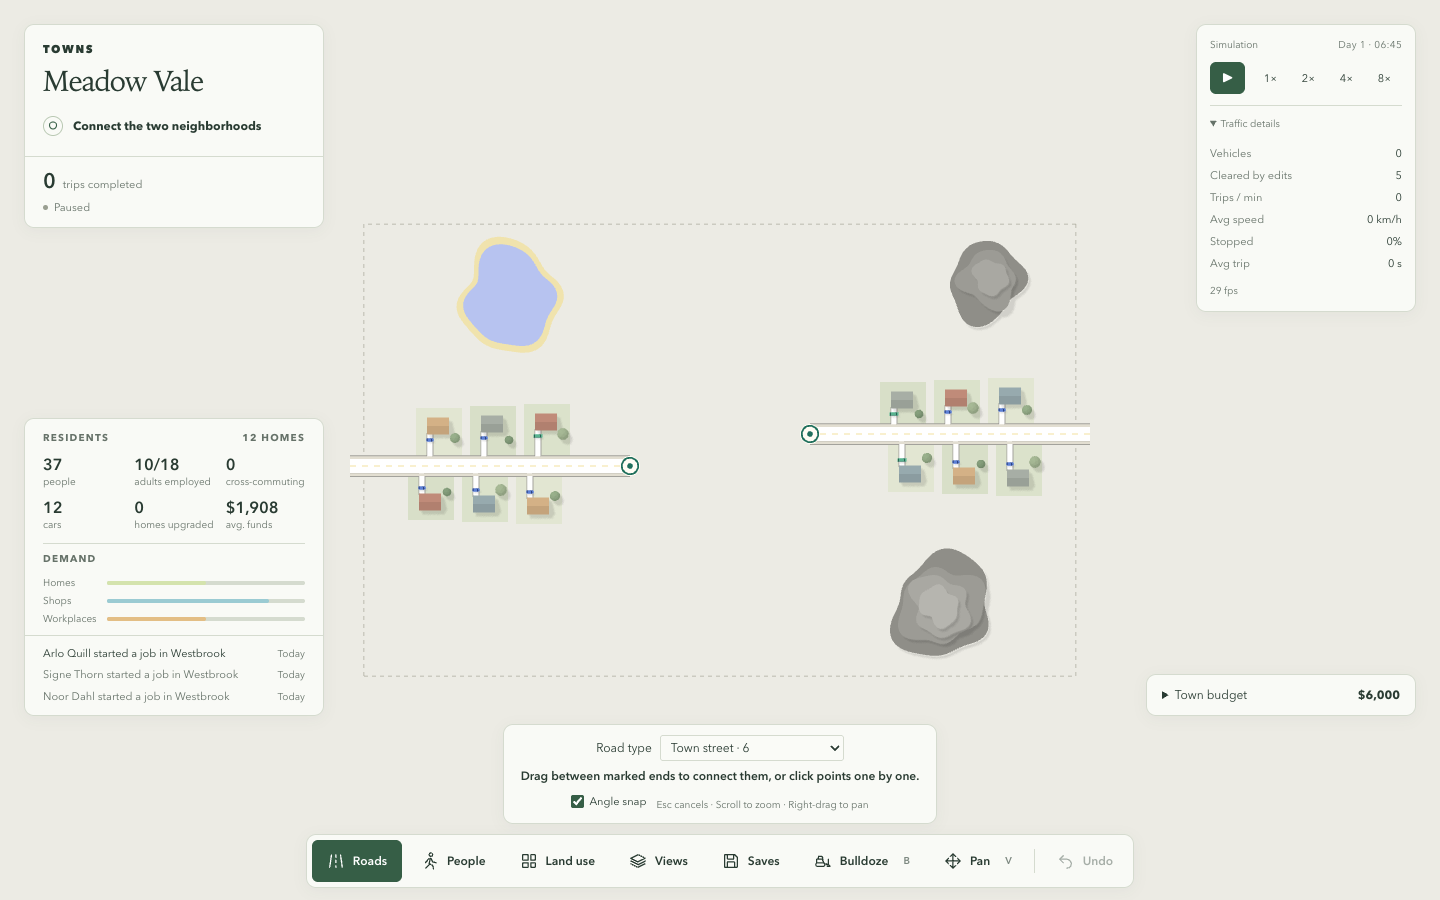 TOWNS
Meadow Vale
Connect the two neighborhoods
0 trips completed
Paused
Simulation Day 1 · 06:45
1× 2× 4× 8×
Traffic details
Vehicles 0
Cleared by edits 5
Trips / min 0
Avg speed 0 km/h
Stopped 0%
Avg trip 0 s
29 fps
RESIDENTS 12 HOMES
37 10/18 0
people adults employed cross-commuting
12 0 $1,908
cars homes upgraded avg. funds
DEMAND
Homes
Shops
Workplaces
Arlo Quill started a job in Westbrook Today
Signe Thorn started a job in Westbrook Today
Noor Dahl started a job in Westbrook Today
Town budget $6,000
Road type Town street · 6
Drag between marked ends to connect them, or click points one by one.
Angle snap Esc cancels · Scroll to zoom · Right-drag to pan
Roads People Land use Views Saves Bulldoze B Pan V Undo